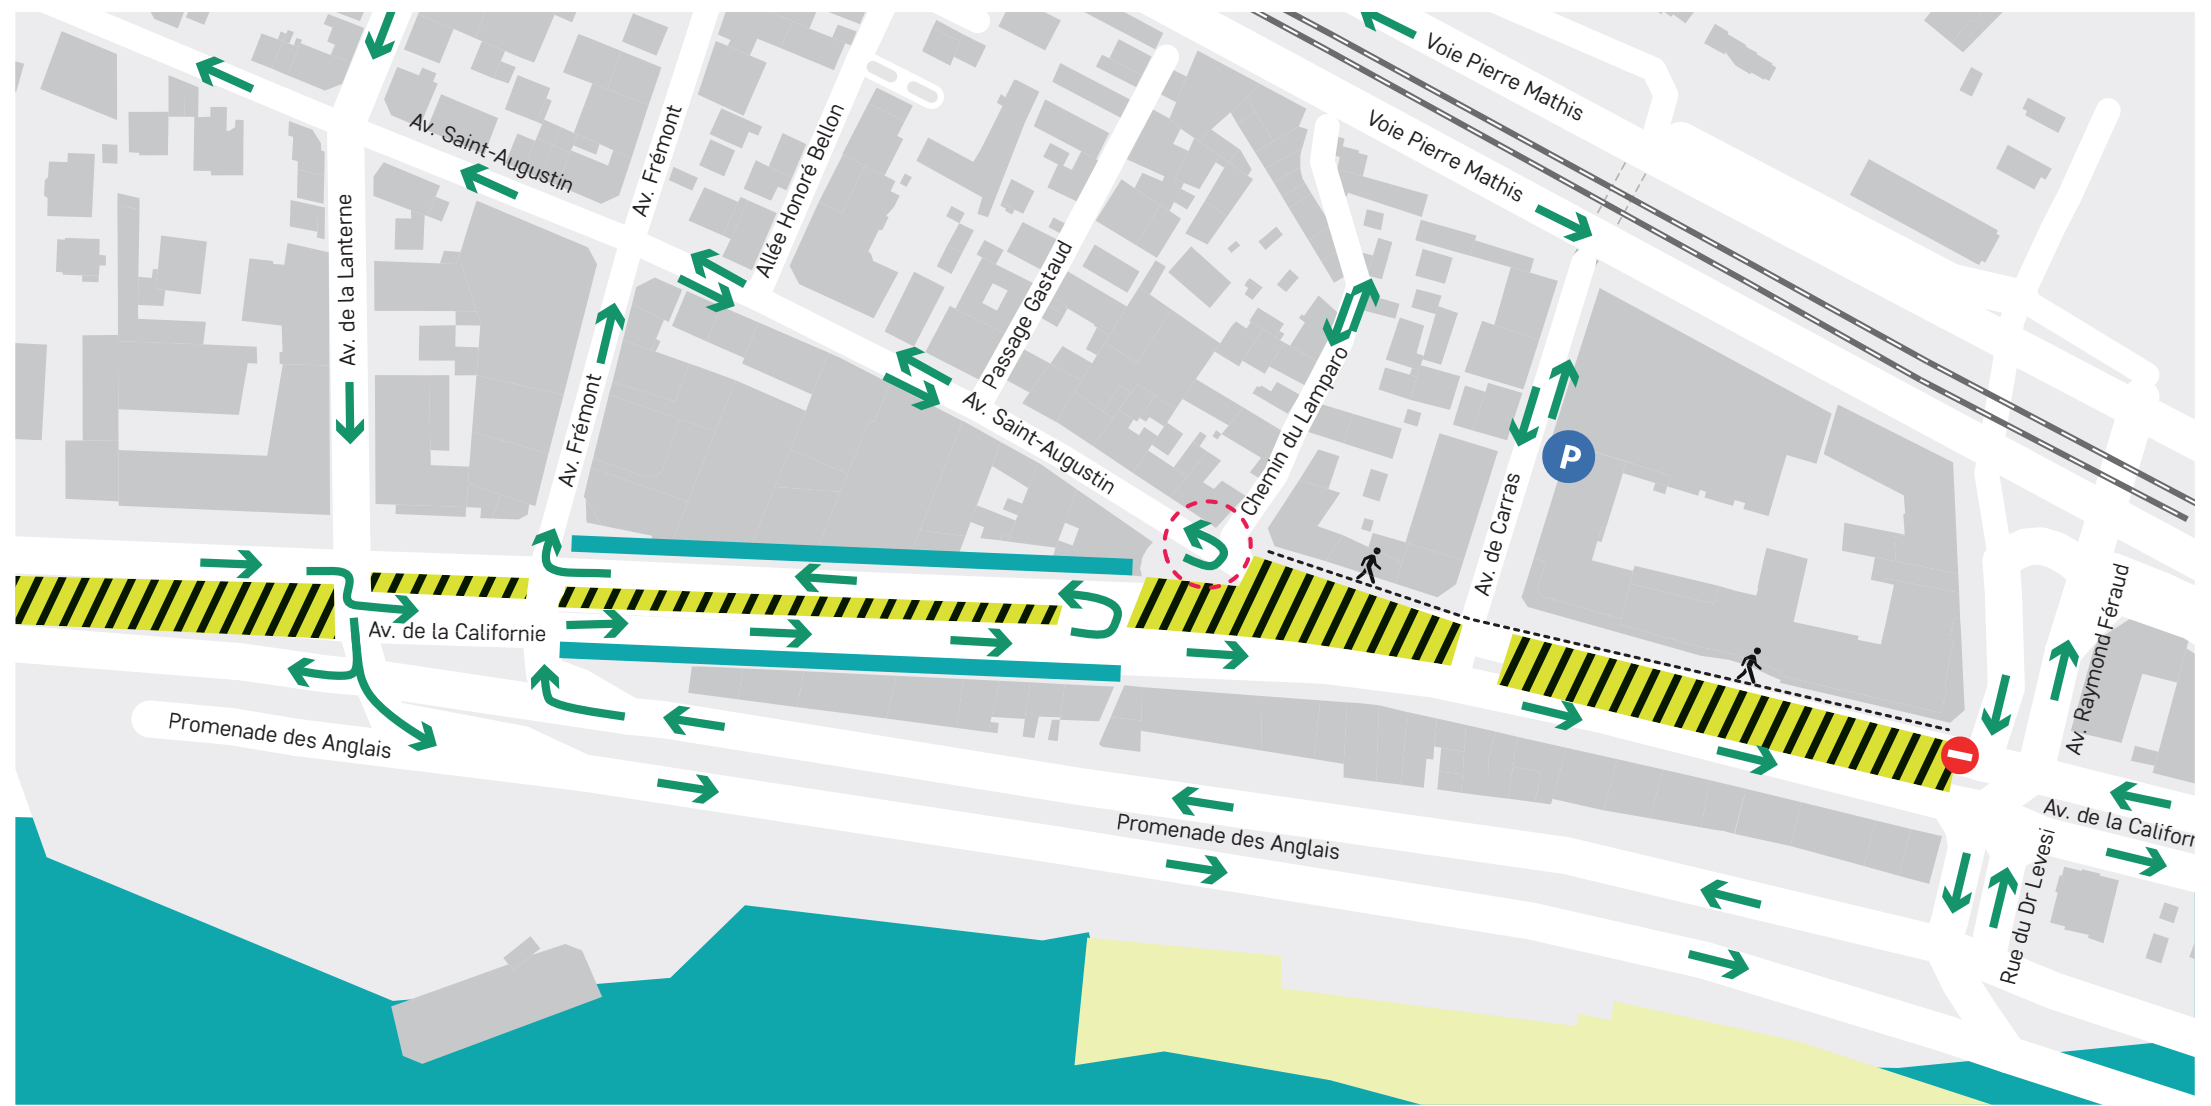 Voie Pierre Mathis
Voie Pierre Mathis
Av. Saint-Augustin
Av. Frémont
Allée Honoré Bellon
Av. de la Lanterne
Passage Gastaud
Chemin du Lamparo
Av. Frémont
Av. Saint-Augustin
P
Av. de Carras
Av. Raymond Féraud
Av. de la Californie
Promenade des Anglais
Promenade des Anglais
Av. de la Californ
Rue du Dr Levesi